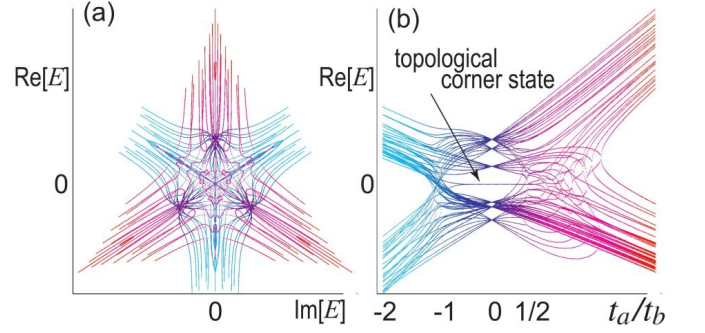 (a)
Re[E]
0
0
Im[E]
(b)
Re[E]
topological
corner state
0
-2
-1
0
1/2
t_a/t_b